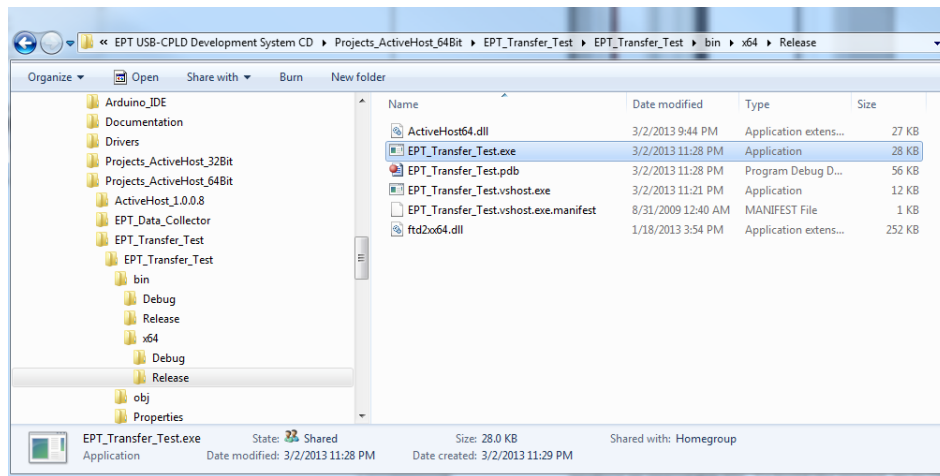 « EPT USB-CPLD Development System CD ▸ Projects_ActiveHost_64Bit ▸ EPT_Transfer_Test ▸ EPT_Transfer_Test ▸ bin ▸ x64 ▸ Release
Organize Open Share with Burn New folder
Arduino_IDE
Documentation
Drivers
Projects_ActiveHost_32Bit
Projects_ActiveHost_64Bit
ActiveHost_1.0.0.8
EPT_Data_Collector
EPT_Transfer_Test
EPT_Transfer_Test
bin
Debug
Release
x64
Debug
Release
obj
Properties
Name Date modified Type Size
ActiveHost64.dll 3/2/2013 9:44 PM Application extens... 27 KB
EPT_Transfer_Test.exe 3/2/2013 11:28 PM Application 28 KB
EPT_Transfer_Test.pdb 3/2/2013 11:28 PM Program Debug D... 56 KB
EPT_Transfer_Test.vshost.exe 3/2/2013 11:21 PM Application 12 KB
EPT_Transfer_Test.vshost.exe.manifest 8/31/2009 12:40 AM MANIFEST File 1 KB
ftd2xx64.dll 1/18/2013 3:54 PM Application extens... 252 KB
EPT_Transfer_Test.exe State: Shared Size: 28.0 KB Shared with: Homegroup
Application Date modified: 3/2/2013 11:28 PM Date created: 3/2/2013 11:29 PM